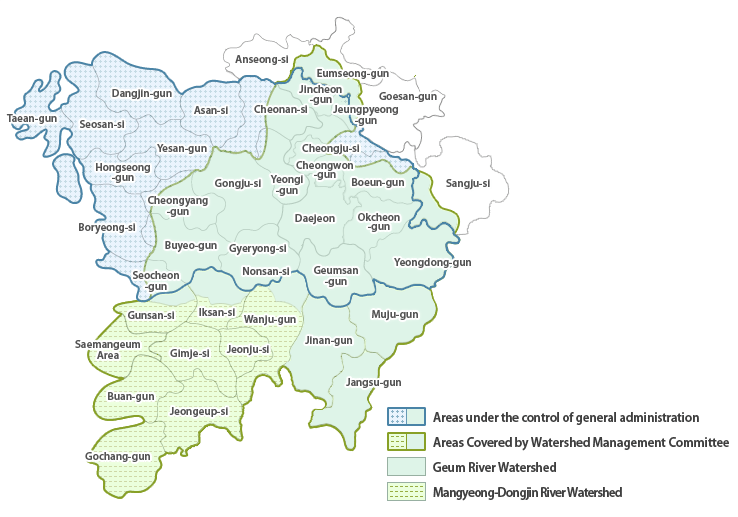 Anseong-si
Eumseong-gun
Jincheon
-gun
Goesan-gun
Dangjin-gun
Asan-si
Cheonan-si
Jeungpyeong
-gun
Taean-gun
Seosan-si
Yesan-gun
Cheongju-si
Hongseong
-gun
Cheongwon
-gun
Gongju-si
Yeongi
-gun
Boeun-gun
Sangju-si
Cheongyang
-gun
Daejeon
Okcheon
-gun
Boryeong-si
Buyeo-gun
Gyeryong-si
Yeongdong-gun
Seocheon
-gun
Nonsan-si
Geumsan
-gun
Gunsan-si
Iksan-si
Wanju-gun
Muju-gun
Saemangeum
Area
Gimje-si
Jeonju-si
Jinan-gun
Jangsu-gun
Buan-gun
Jeongeup-si
Gochang-gun
Areas under the control of general administration
Areas Covered by Watershed Management Committee
Geum River Watershed
Mangyeong-Dongjin River Watershed